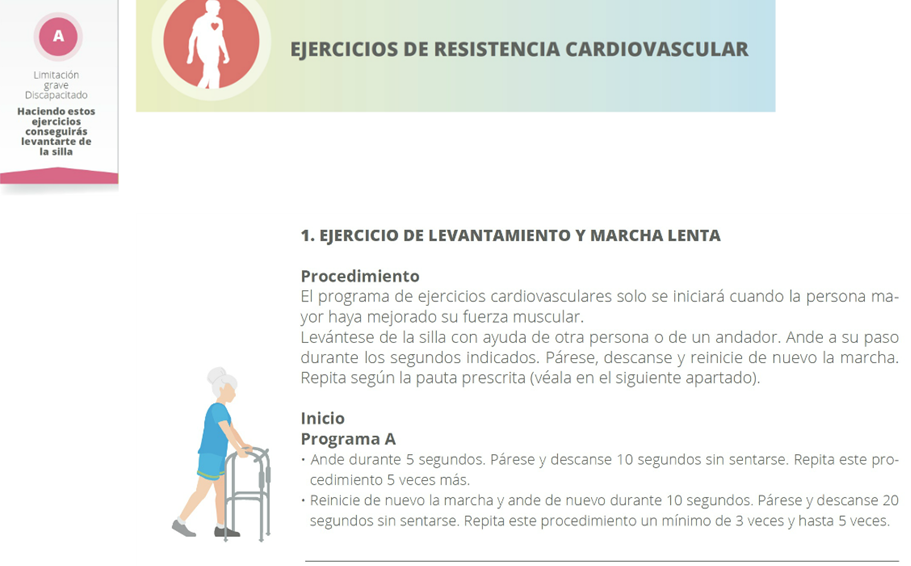 A
Limitación
grave
Discapacitado
Haciendo estos
ejercicios
conseguirás
levantarte de
la silla
EJERCICIOS DE RESISTENCIA CARDIOVASCULAR
1. EJERCICIO DE LEVANTAMIENTO Y MARCHA LENTA
Procedimiento
El programa de ejercicios cardiovasculares solo se iniciará cuando la persona ma-
yor haya mejorado su fuerza muscular.
Levántese de la silla con ayuda de otra persona o de un andador. Ande a su paso
durante los segundos indicados. Párese, descanse y reinicie de nuevo la marcha.
Repita según la pauta prescrita (véala en el siguiente apartado).
Inicio
Programa A
• Ande durante 5 segundos. Párese y descanse 10 segundos sin sentarse. Repita este pro-
cedimiento 5 veces más.
• Reinicie de nuevo la marcha y ande de nuevo durante 10 segundos. Párese y descanse 20
segundos sin sentarse. Repita este procedimiento un mínimo de 3 veces y hasta 5 veces.